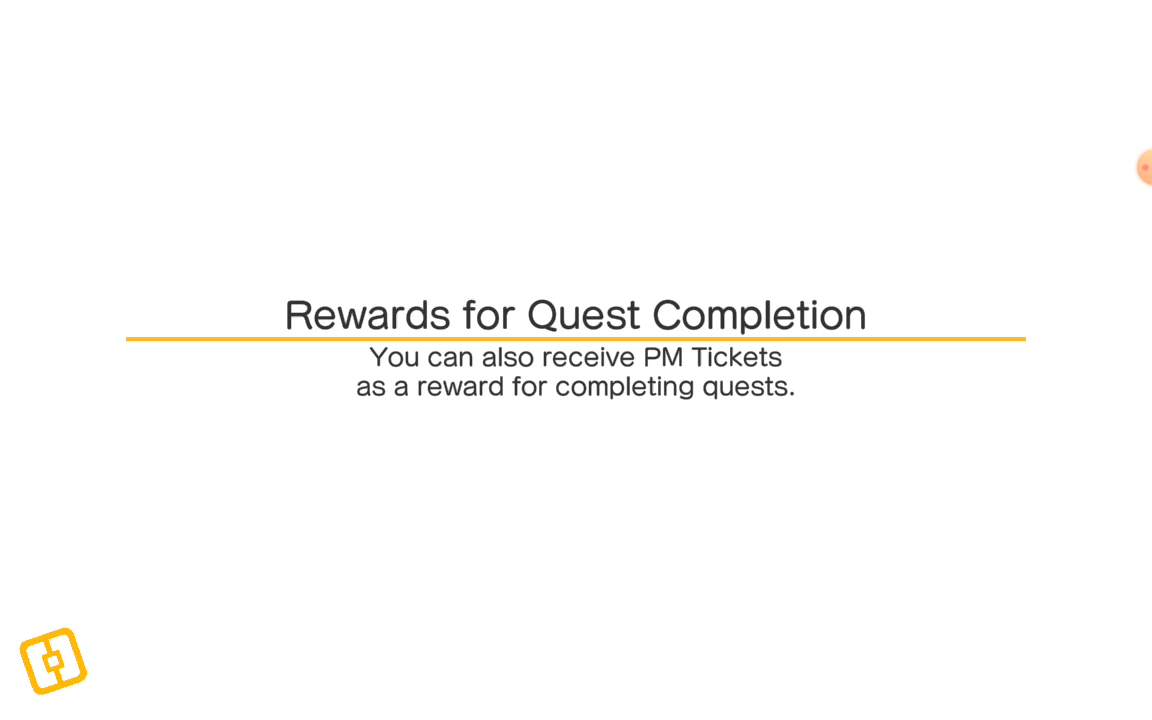 Rewards for Quest Completion
You can also receive PM Tickets
as a reward for completing quests.